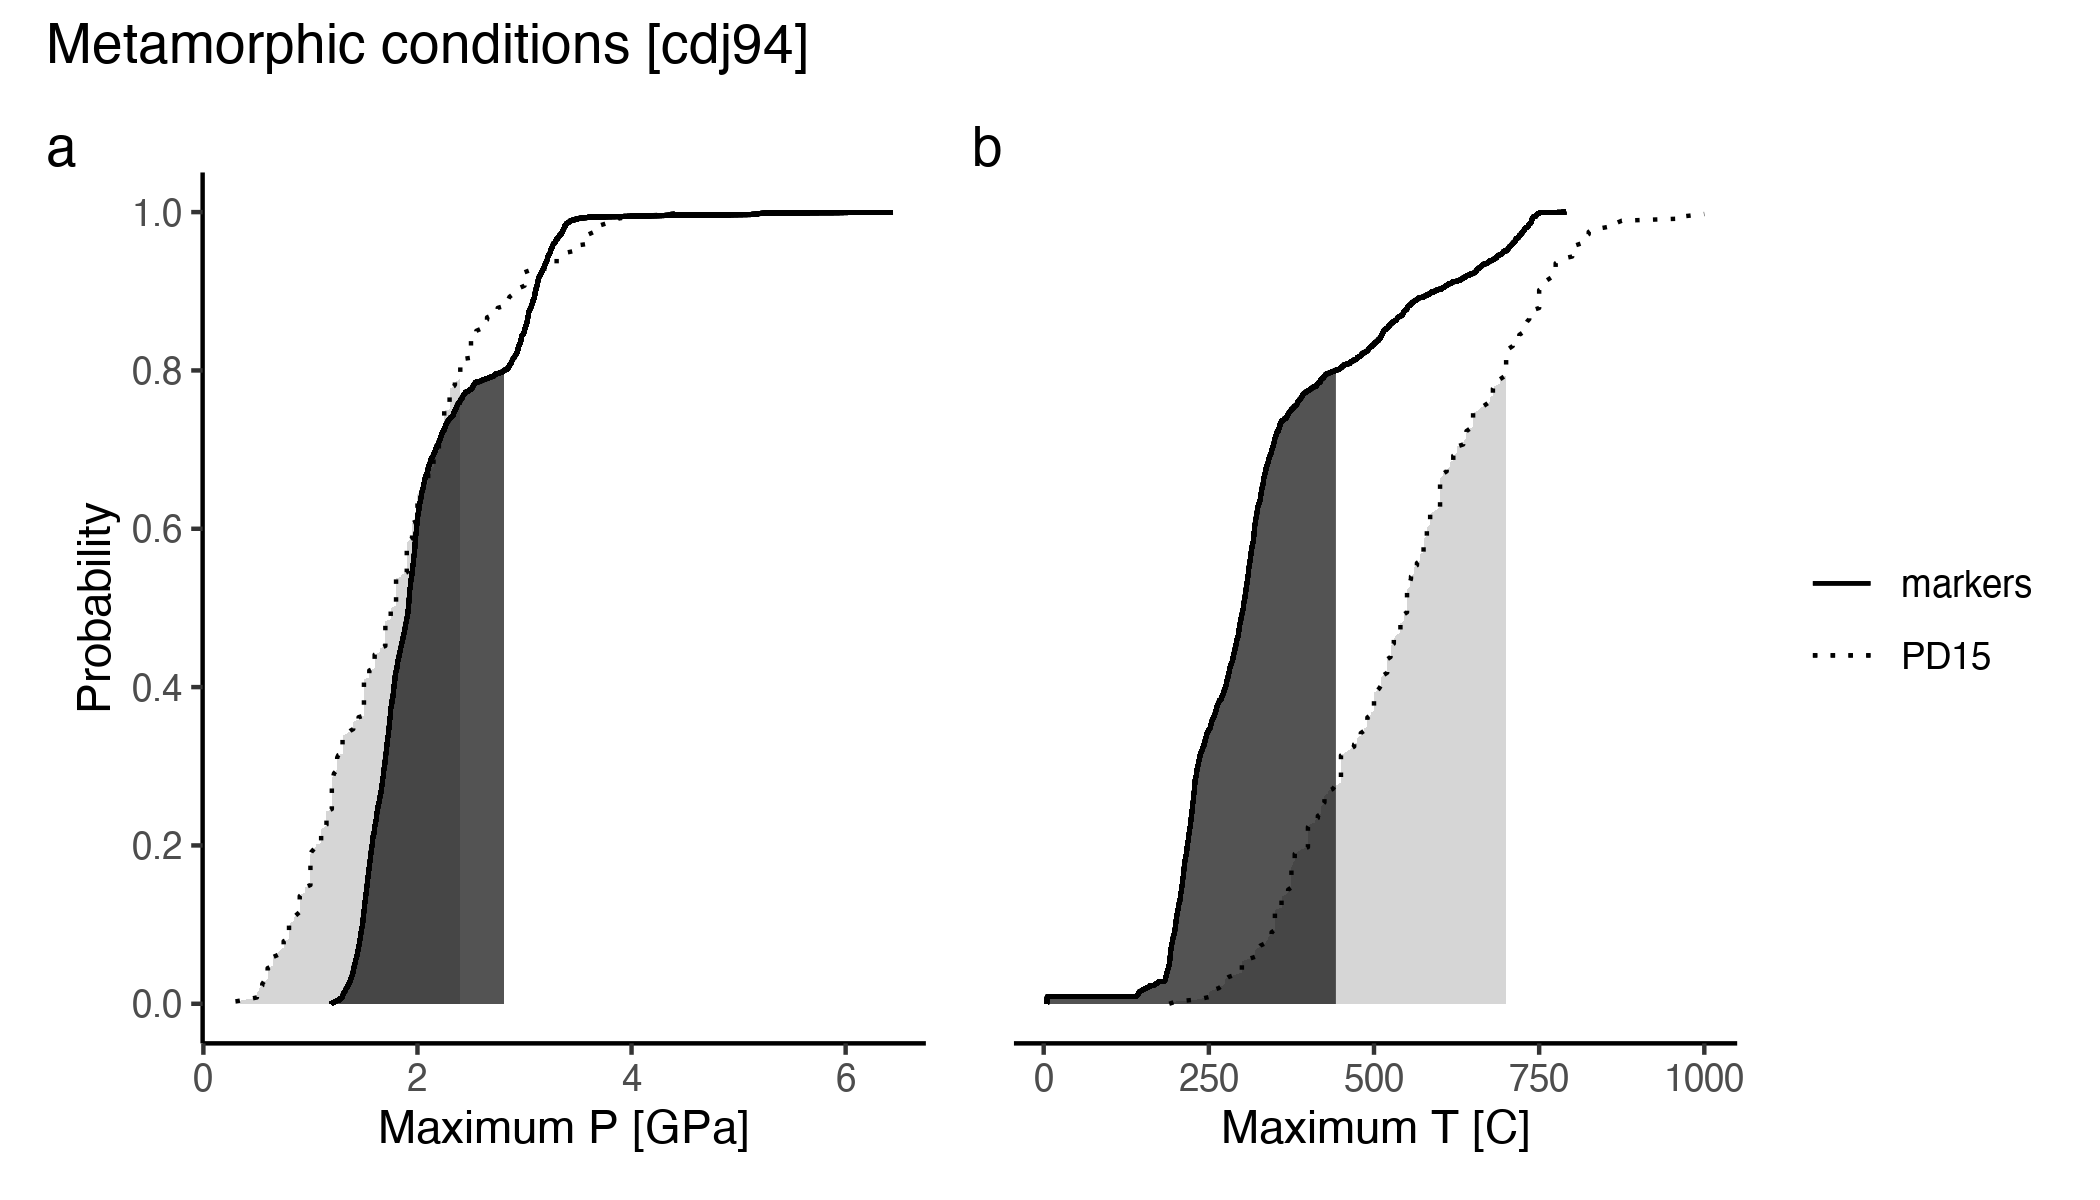 Metamorphic conditions [cdj94]
a
b
1.0
0.8
0.6
0.4
0.2
0.0
Probability
0 2 4 6
Maximum P [GPa]
0 250 500 750 1000
Maximum T [C]
markers
PD15